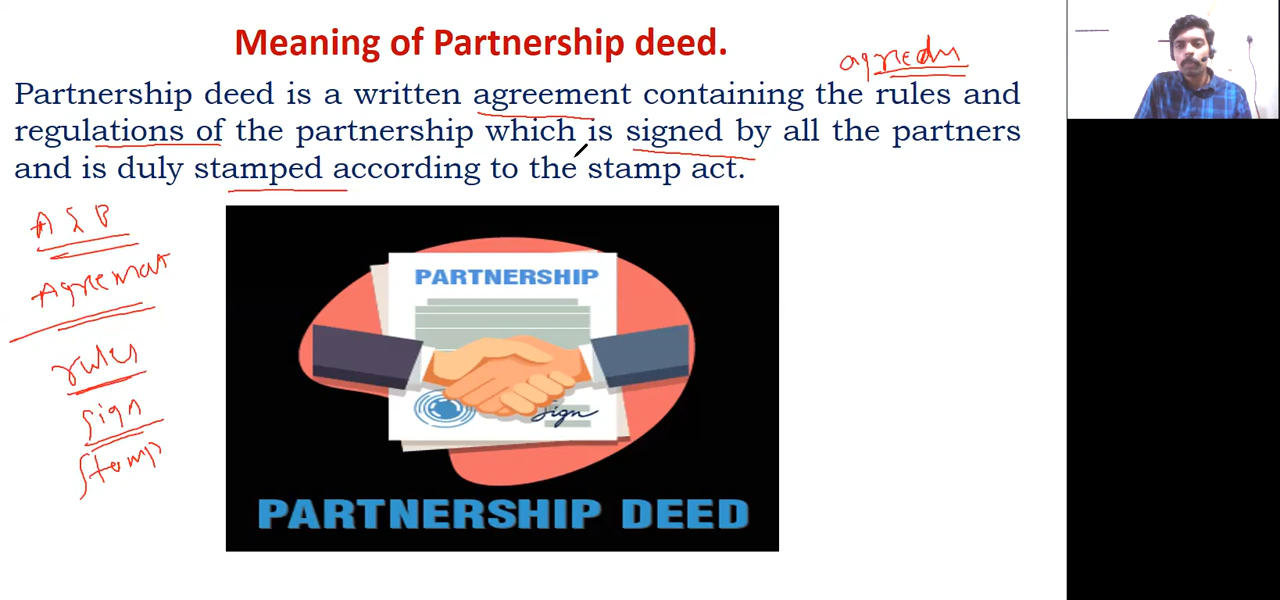 Meaning of Partnership deed.
Partnership deed is a written agreement containing the rules and
regulations of the partnership which is signed by all the partners
and is duly stamped according to the stamp act.
A & B
Agreement
rules
sign
stamp
PARTNERSHIP
sign
PARTNERSHIP DEED